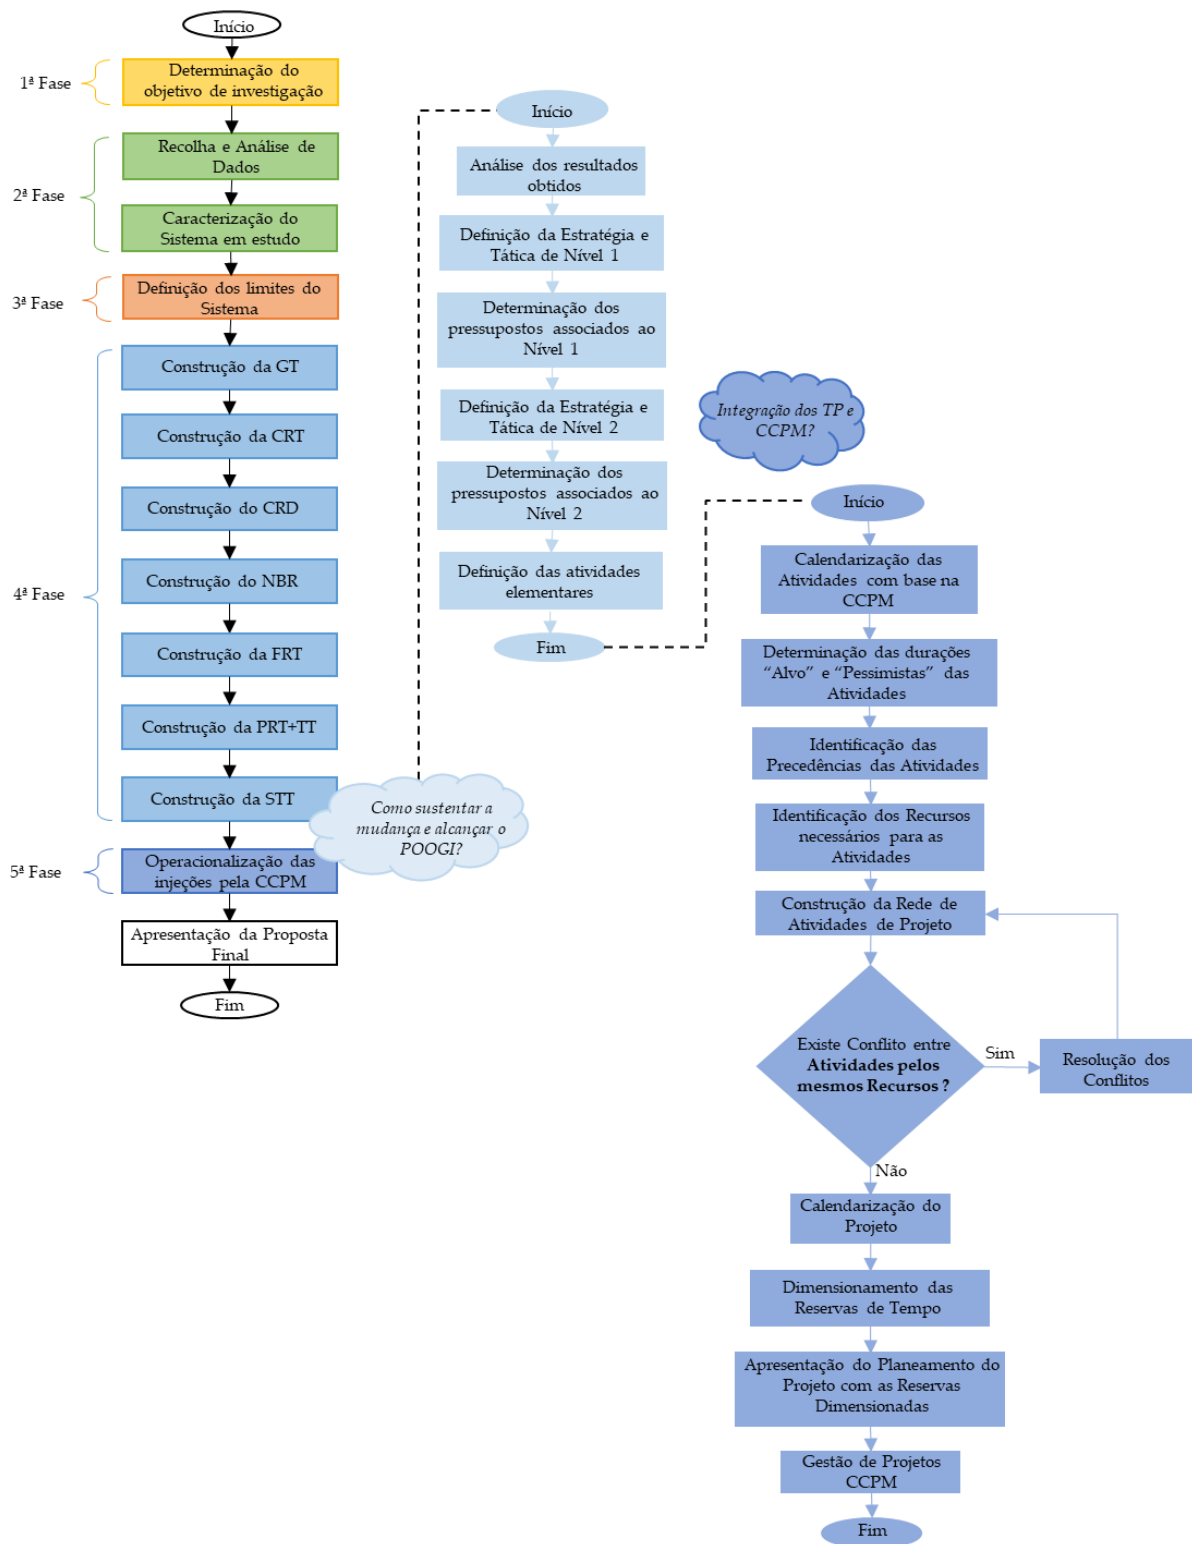 Início
1ª Fase
Determinação do
objetivo de investigação
2ª Fase
Recolha e Análise de
Dados
Caracterização do
Sistema em estudo
3ª Fase
Definição dos limites do
Sistema
4ª Fase
Construção da GT
Construção da CRT
Construção do CRD
Construção do NBR
Construção da FRT
Construção da PRT+TT
Construção da STT
5ª Fase
Operacionalização das
injeções pela CCPM
Apresentação da Proposta
Final
Fim
Como sustentar a
mudança e alcançar o
POOGI?
Início
Análise dos resultados
obtidos
Definição da Estratégia e
Tática de Nível 1
Determinação dos
pressupostos associados ao
Nível 1
Definição da Estratégia e
Tática de Nível 2
Determinação dos
pressupostos associados ao
Nível 2
Definição das atividades
elementares
Fim
Integração dos TP e
CCPM?
Início
Calendarização das
Atividades com base na
CCPM
Determinação das durações
“Alvo” e “Pessimistas” das
Atividades
Identificação das
Precedências das Atividades
Identificação dos Recursos
necessários para as
Atividades
Construção da Rede de
Atividades de Projeto
Existe Conflito entre
Atividades pelos
mesmos Recursos ?
Sim
Resolução dos
Conflitos
Não
Calendarização do
Projeto
Dimensionamento das
Reservas de Tempo
Apresentação do Planeamento do
Projeto com as Reservas
Dimensionadas
Gestão de Projetos
CCPM
Fim